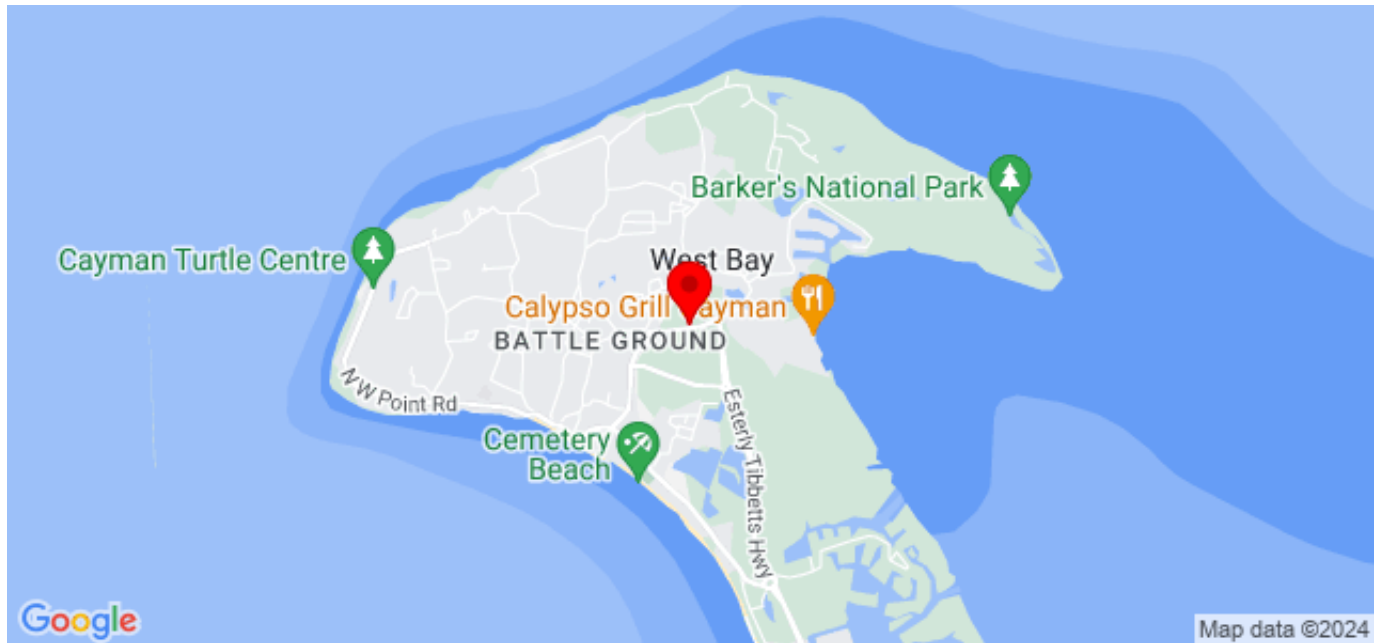 Barker's National Park
West Bay
Cayman Turtle Centre
Calypso Grill Cayman
BATTLE GROUND
NW Point Rd
Esterly Tibbetts Hwy
Cemetery
Beach
Google
Map data ©2024